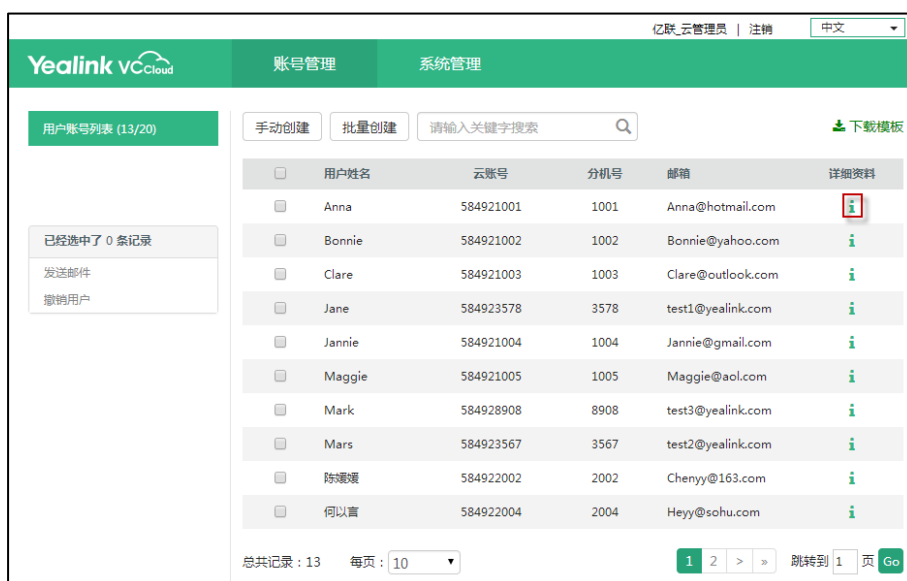 亿联_云管理员 | 注销 中文
Yealink VCCloud 账号管理 系统管理
用户账号列表 (13/20)
手动创建 批量创建 请输入关键字搜索 下载模板
用户姓名 云账号 分机号 邮箱 详细资料
Anna 584921001 1001 Anna@hotmail.com
Bonnie 584921002 1002 Bonnie@yahoo.com
Clare 584921003 1003 Clare@outlook.com
Jane 584923578 3578 test1@yealink.com
Jannie 584921004 1004 Jannie@gmail.com
Maggie 584921005 1005 Maggie@aol.com
Mark 584928908 8908 test3@yealink.com
Mars 584923567 3567 test2@yealink.com
陈媛媛 584922002 2002 Chenyy@163.com
何以言 584922004 2004 Heyy@sohu.com
已经选中了 0 条记录
发送邮件
撤销用户
总共记录：13 每页：10 1 2 > » 跳转到 1 页 Go